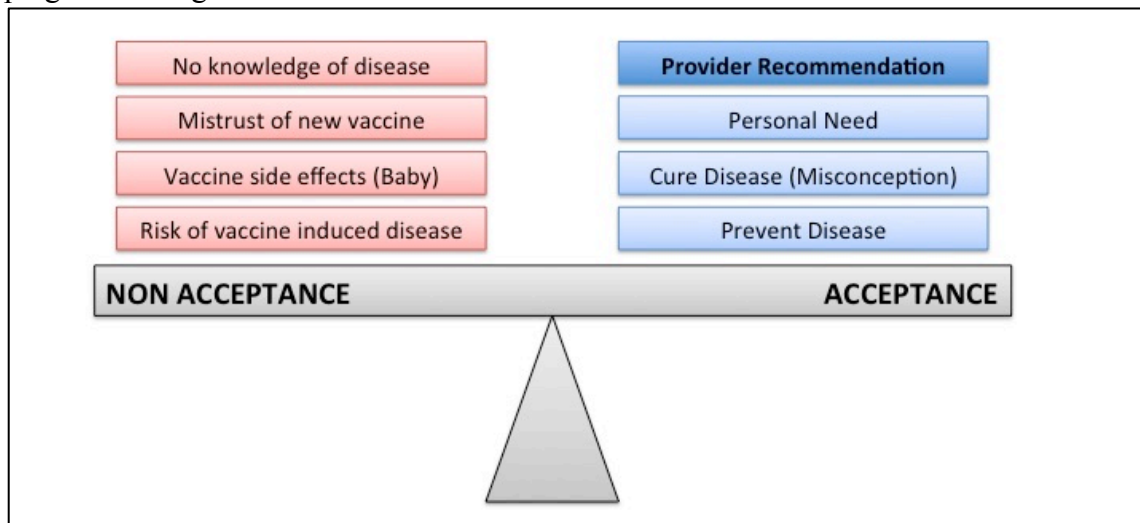 No knowledge of disease
Mistrust of new vaccine
Vaccine side effects (Baby)
Risk of vaccine induced disease
Provider Recommendation
Personal Need
Cure Disease (Misconception)
Prevent Disease
NON ACCEPTANCE
ACCEPTANCE